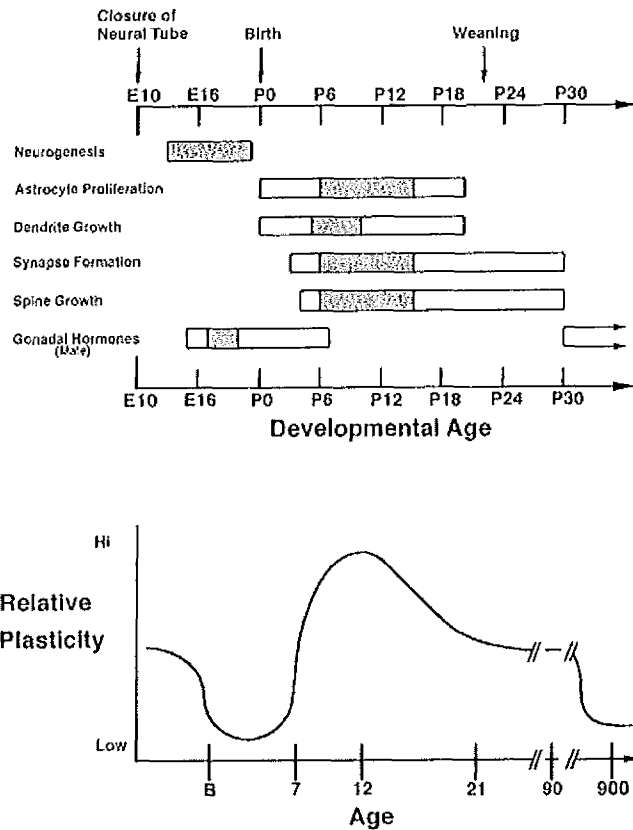 Closure of
Neural Tube Birth Weaning
E10 E16 P0 P6 P12 P18 P24 P30
Neurogenesis
Astrocyte Proliferation
Dendrite Growth
Synapse Formation
Spine Growth
Gonadal Hormones
(Male)
E10 E16 P0 P6 P12 P18 P24 P30
Developmental Age
Hi
Relative
Plasticity
Low
B 7 12 21 90 900
Age